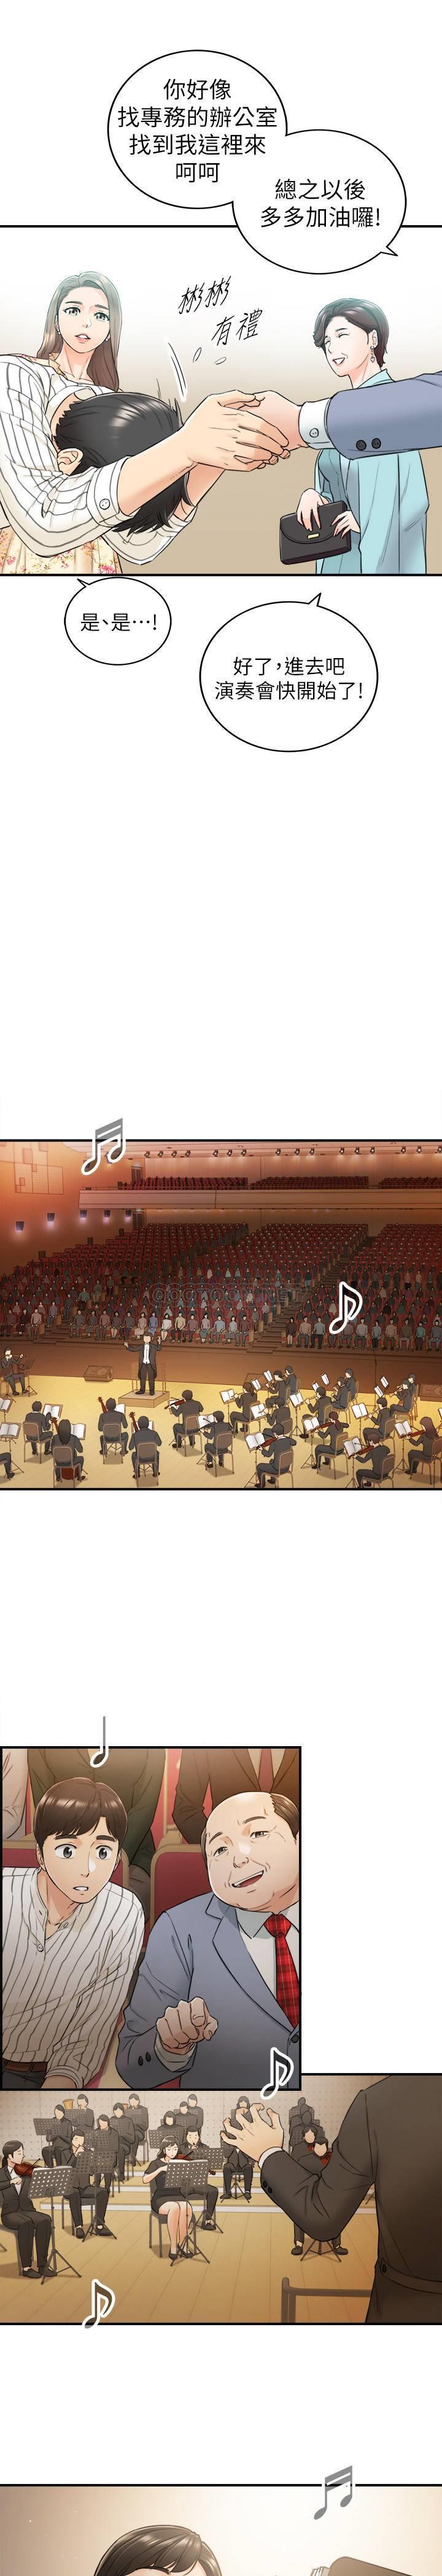 你好像
找專務的辦公室
找到我這裡來
呵呵
總之以後
多多加油囉!
彬彬
有禮
是、是…!
好了，進去吧
演奏會快開始了!